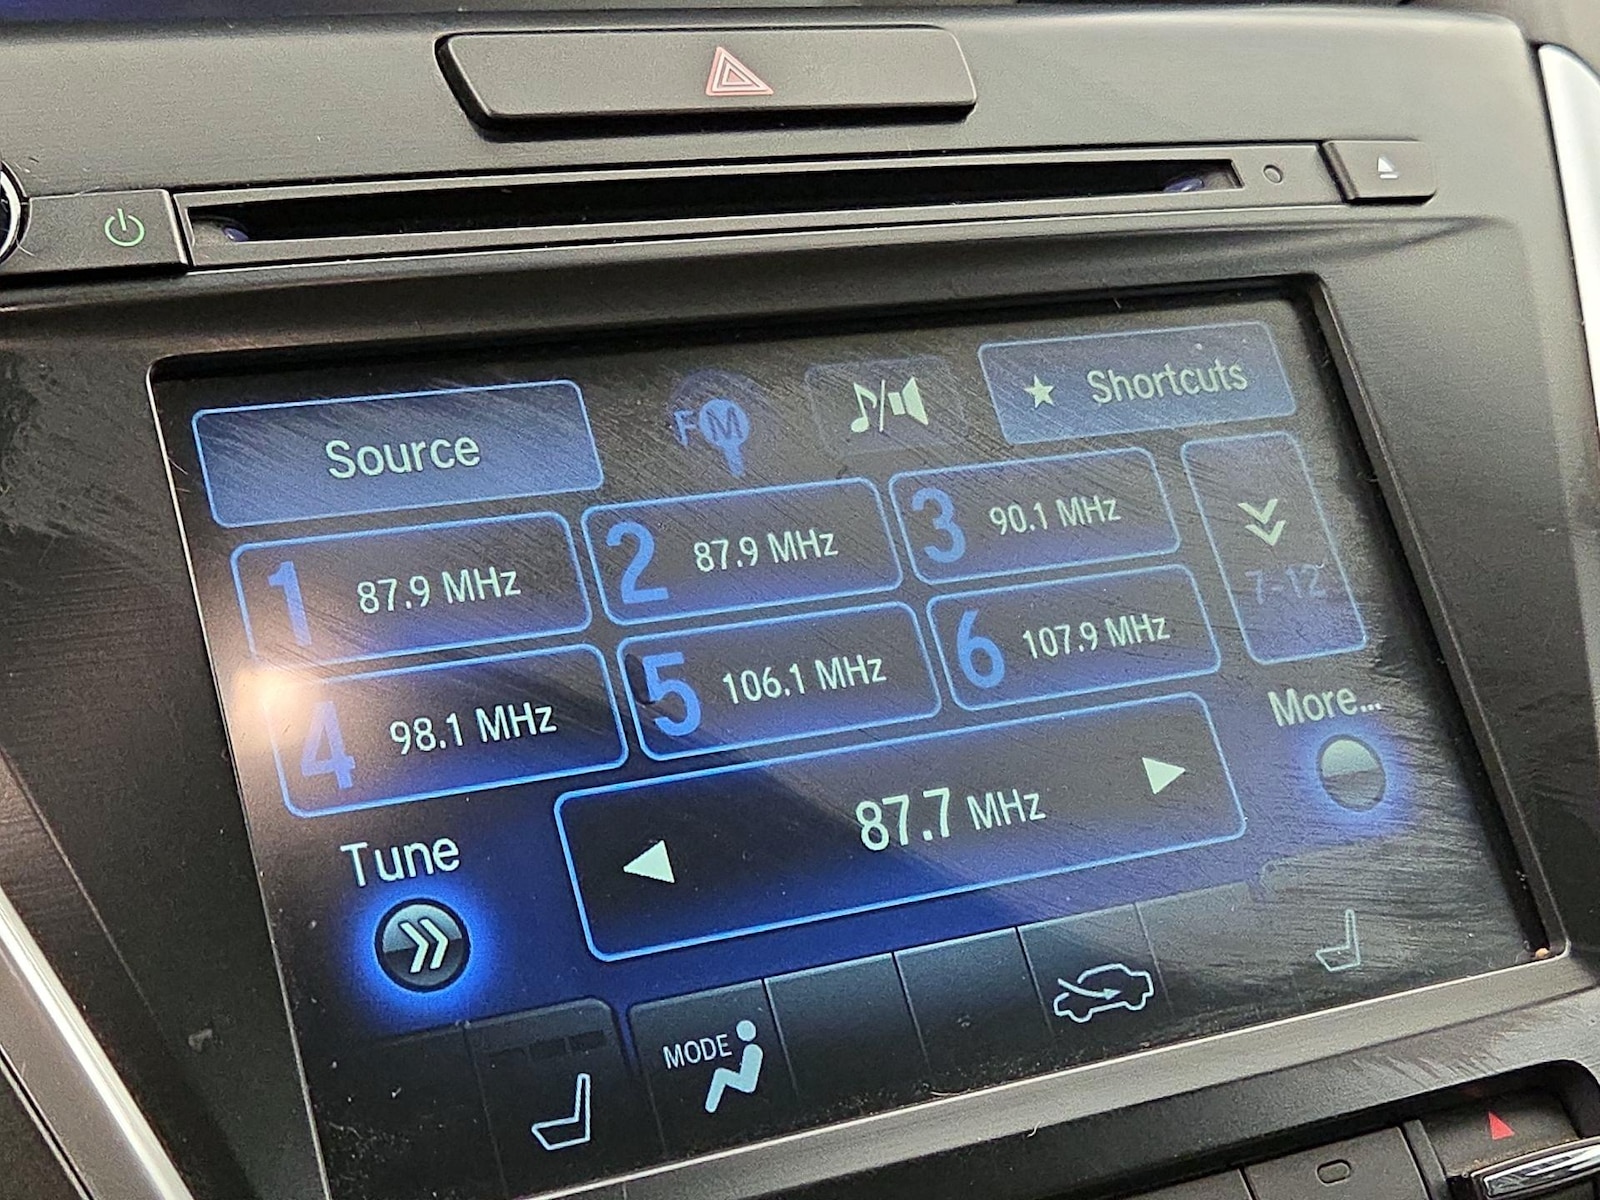 Source
FM
Shortcuts
1 87.9 MHz
2 87.9 MHz
3 90.1 MHz
7-12
4 98.1 MHz
5 106.1 MHz
6 107.9 MHz
More...
Tune
87.7 MHz
MODE